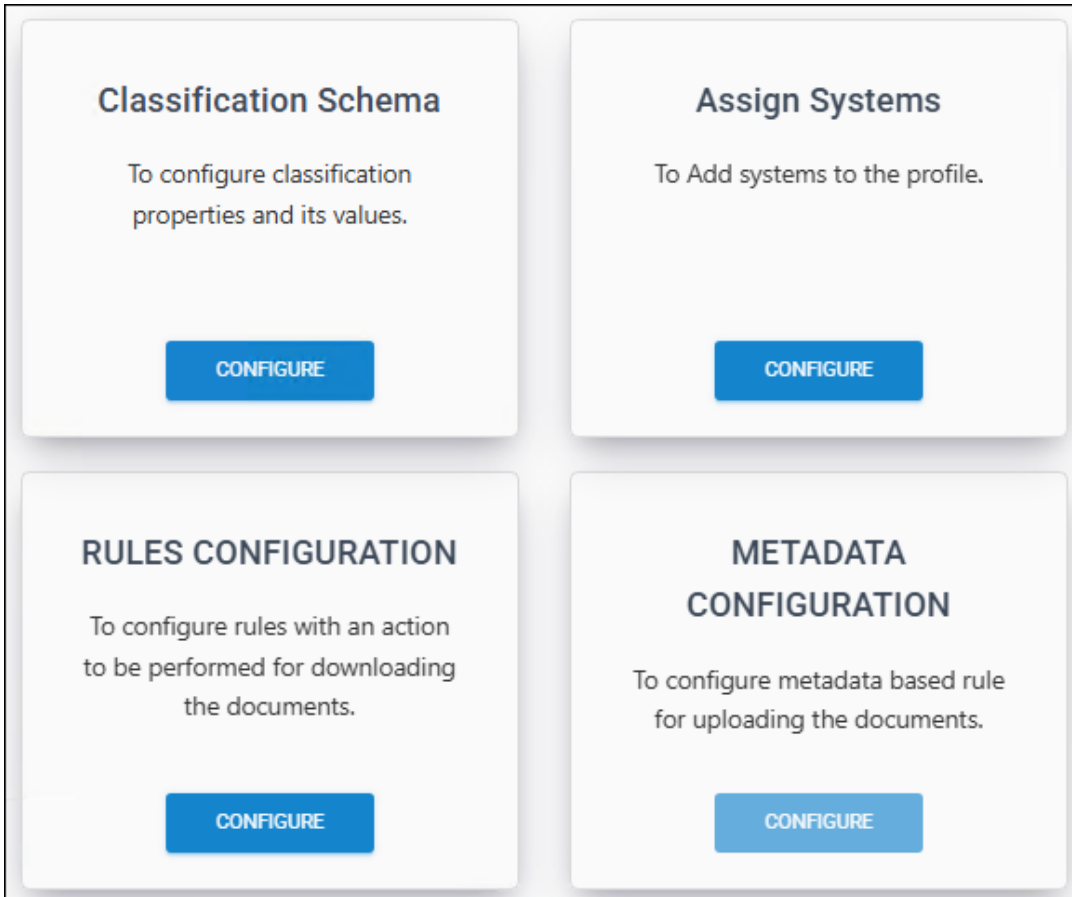 Classification Schema
To configure classification
properties and its values.
CONFIGURE
Assign Systems
To Add systems to the profile.
CONFIGURE
RULES CONFIGURATION
To configure rules with an action
to be performed for downloading
the documents.
CONFIGURE
METADATA
CONFIGURATION
To configure metadata based rule
for uploading the documents.
CONFIGURE